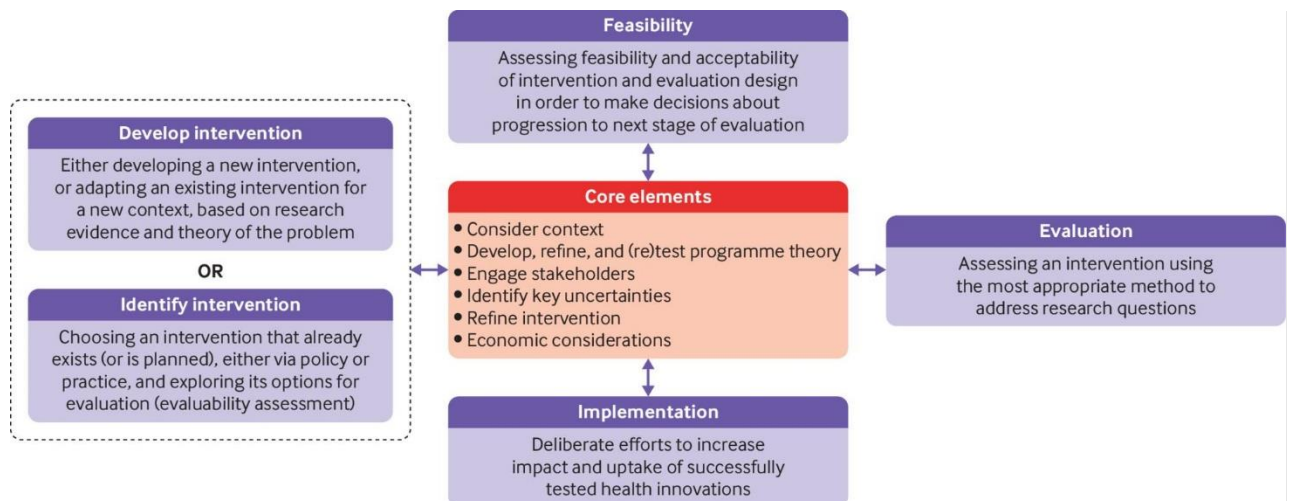 Feasibility
Assessing feasibility and acceptability
of intervention and evaluation design
in order to make decisions about
progression to next stage of evaluation
Develop intervention
Either developing a new intervention,
or adapting an existing intervention for
a new context, based on research
evidence and theory of the problem
OR
Identify intervention
Choosing an intervention that already
exists (or is planned), either via policy or
practice, and exploring its options for
evaluation (evaluability assessment)
Core elements
• Consider context
• Develop, refine, and (re)test programme theory
• Engage stakeholders
• Identify key uncertainties
• Refine intervention
• Economic considerations
Evaluation
Assessing an intervention using
the most appropriate method to
address research questions
Implementation
Deliberate efforts to increase
impact and uptake of successfully
tested health innovations